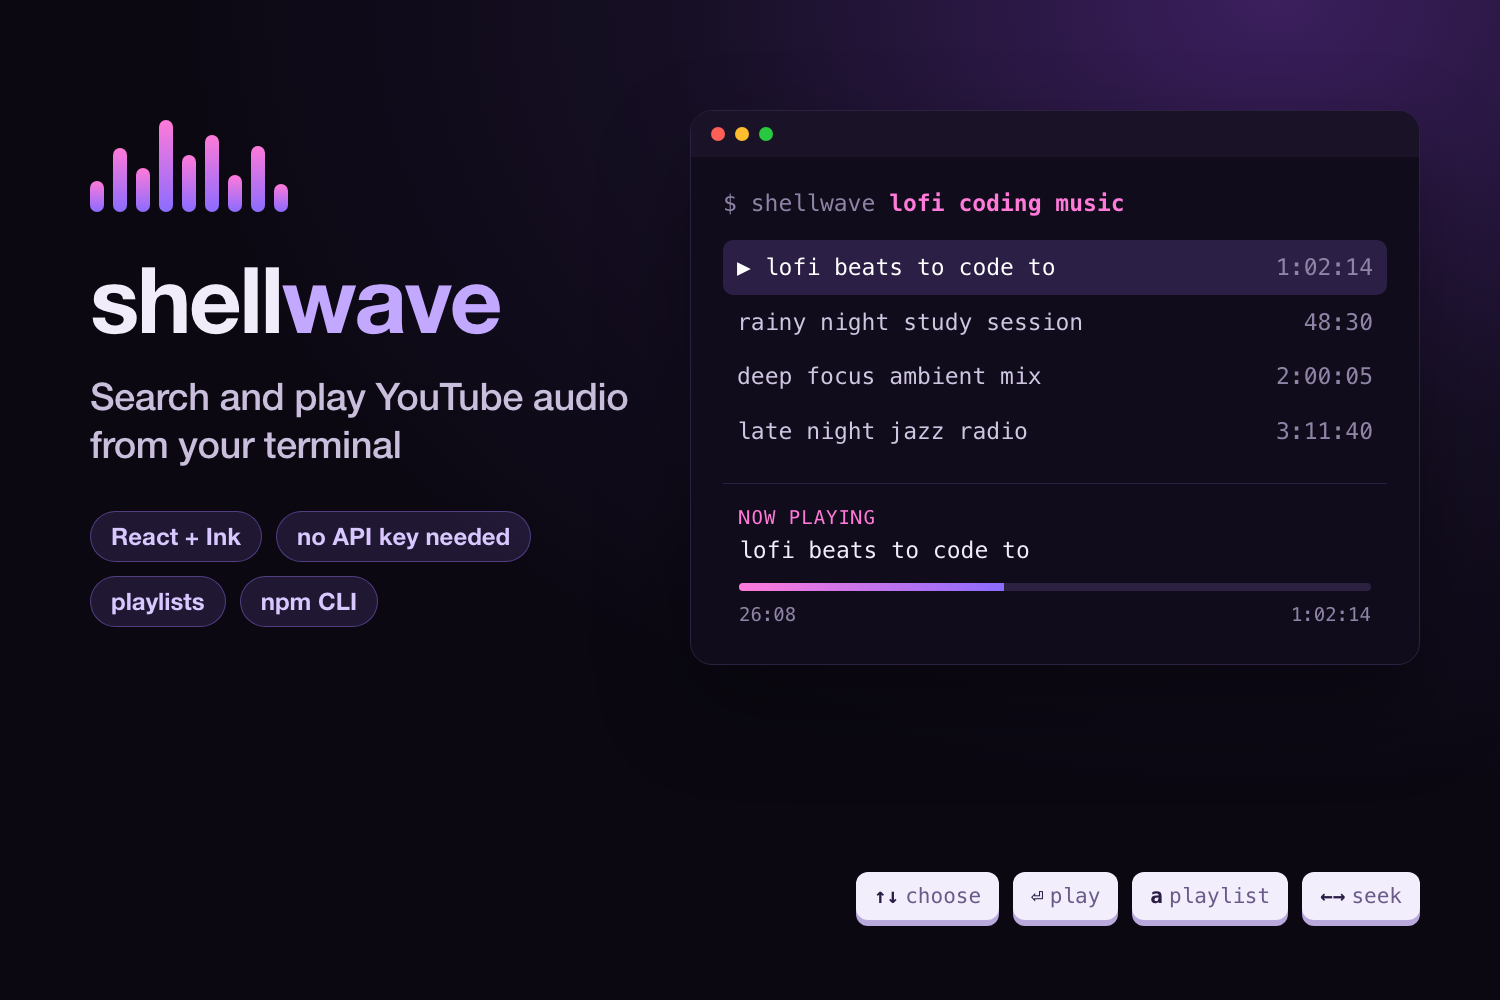 shellwave
Search and play YouTube audio
from your terminal
React + Ink
no API key needed
playlists
npm CLI
$ shellwave lofi coding music
▶ lofi beats to code to 1:02:14
rainy night study session 48:30
deep focus ambient mix 2:00:05
late night jazz radio 3:11:40
NOW PLAYING
lofi beats to code to
26:08 1:02:14
↑↓ choose
⏎ play
a playlist
←→ seek